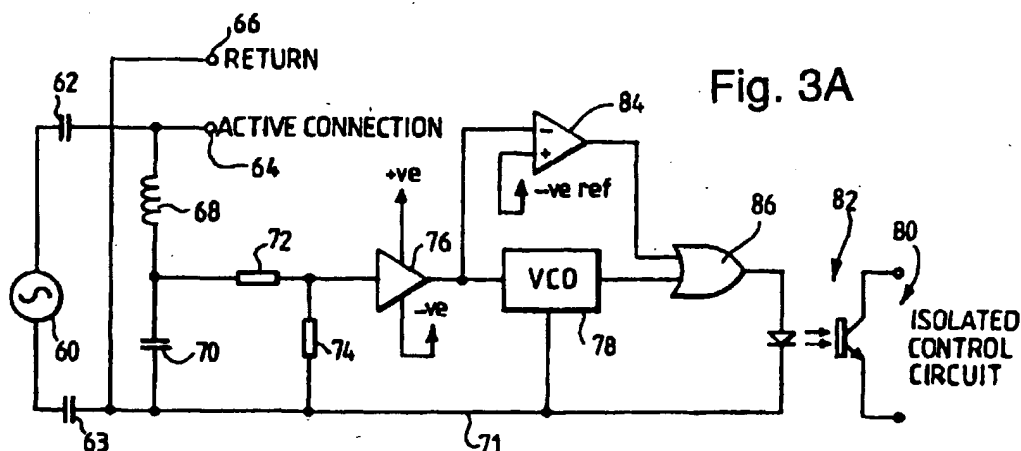 66
RETURN
Fig. 3A
62
84
ACTIVE CONNECTION
64
+ve
−
+
−ve ref
86
82
80
68
72
76
VCO
60
70
74
−ve
78
ISOLATED
CONTROL
CIRCUIT
63
71